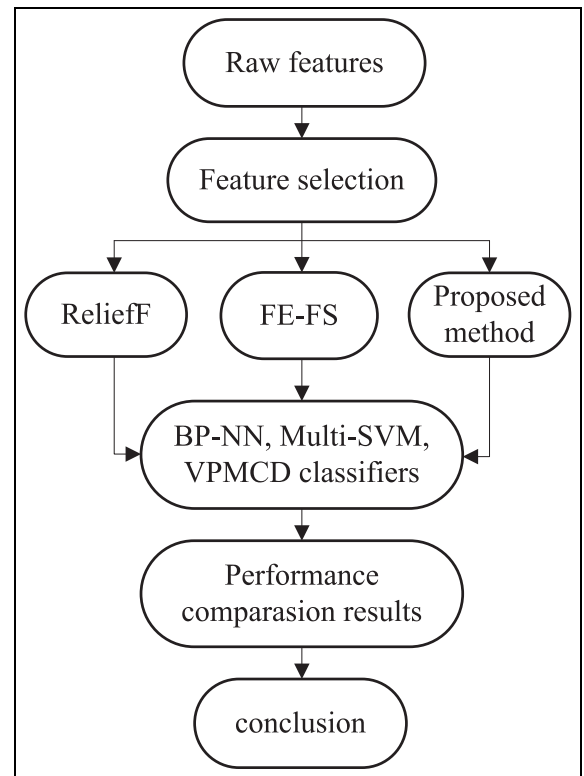 Raw features
Feature selection
ReliefF
FE-FS
Proposed
method
BP-NN, Multi-SVM,
VPMCD classifiers
Performance
comparasion results
conclusion